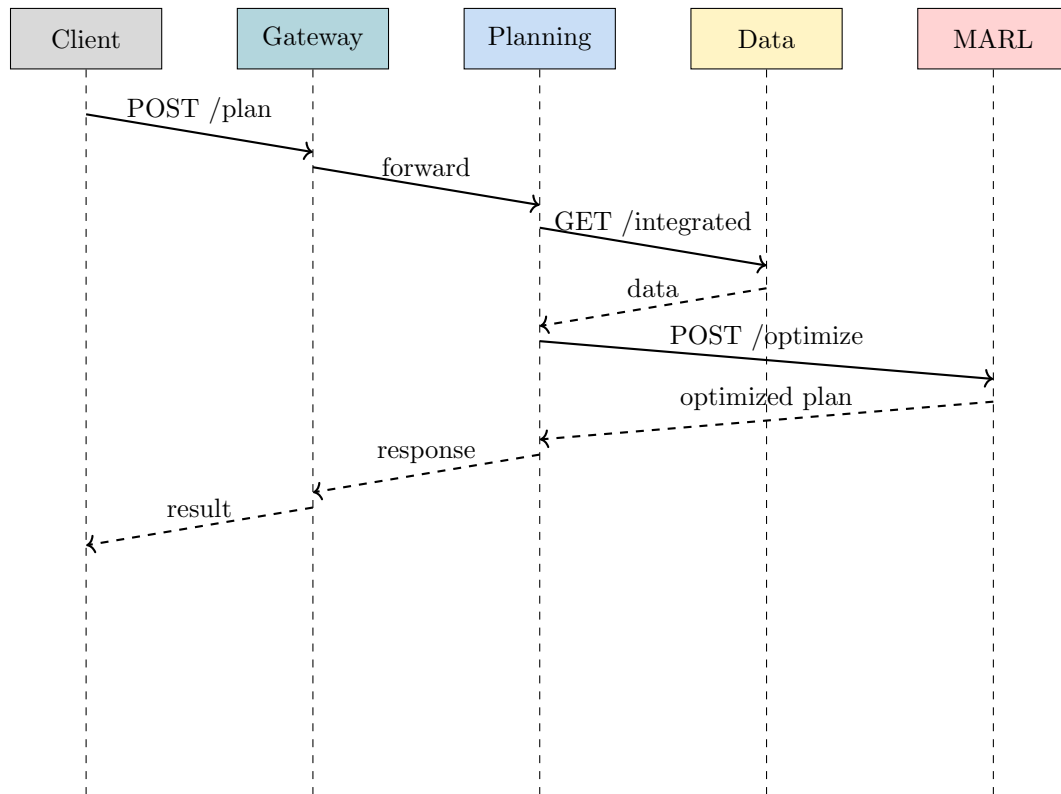 Client
Gateway
Planning
Data
MARL
POST /plan
forward
GET /integrated
data
POST /optimize
optimized plan
response
result